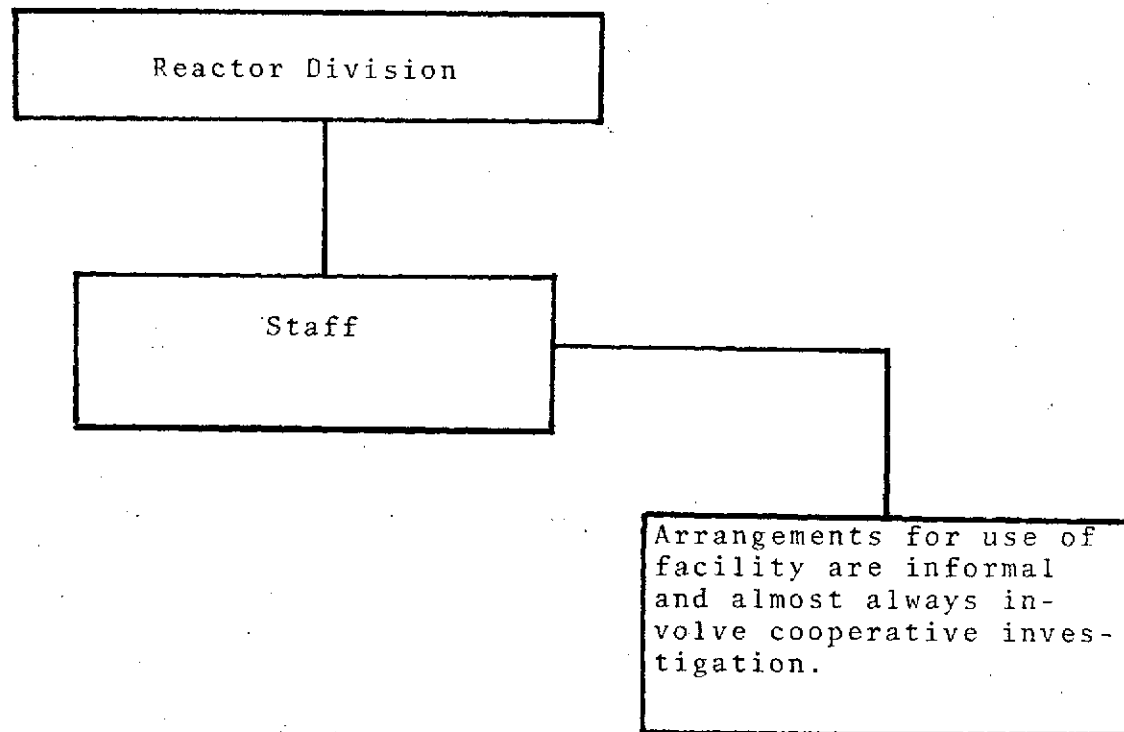 Reactor Division
Staff
Arrangements for use of
facility are informal
and almost always in-
volve cooperative inves-
tigation.